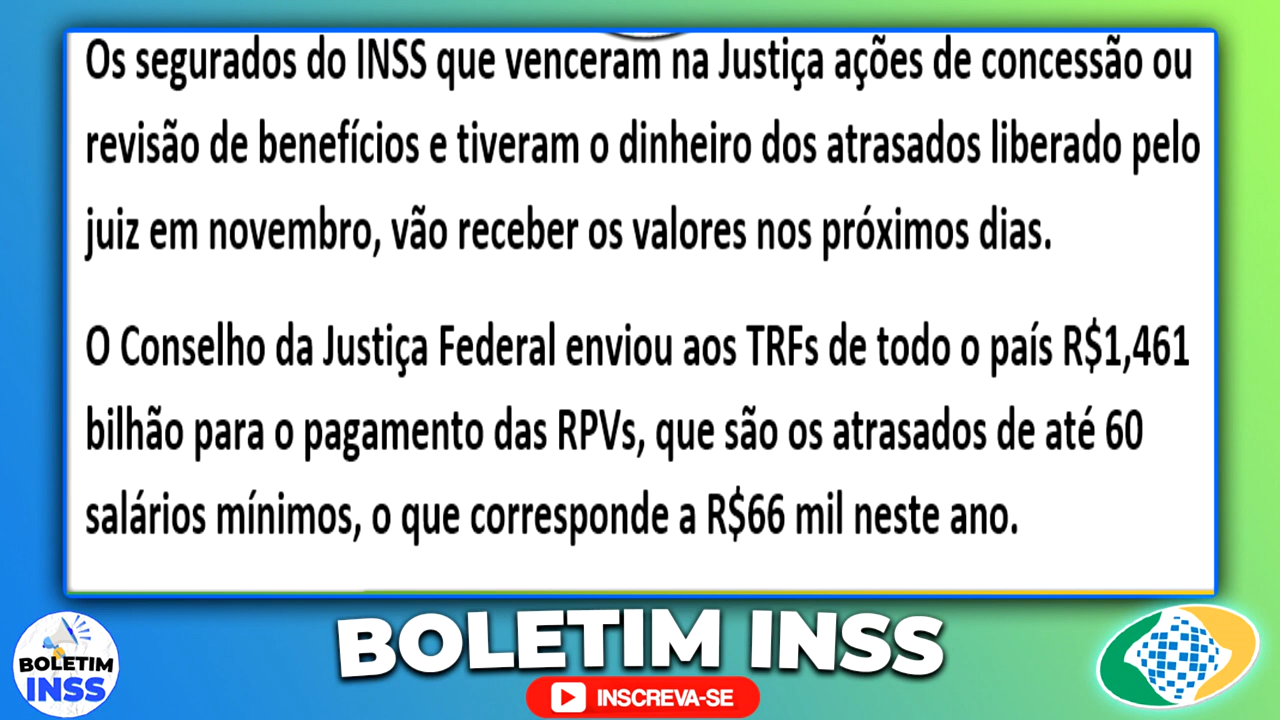 Os segurados do INSS que venceram na Justiça ações de concessão ou
revisão de benefícios e tiveram o dinheiro dos atrasados liberado pelo
juiz em novembro, vão receber os valores nos próximos dias.
O Conselho da Justiça Federal enviou aos TRFs de todo o país R$1,461
bilhão para o pagamento das RPVs, que são os atrasados de até 60
salários mínimos, o que corresponde a R$66 mil neste ano.
BOLETIM INSS
BOLETIM
INSS
INSCREVA-SE